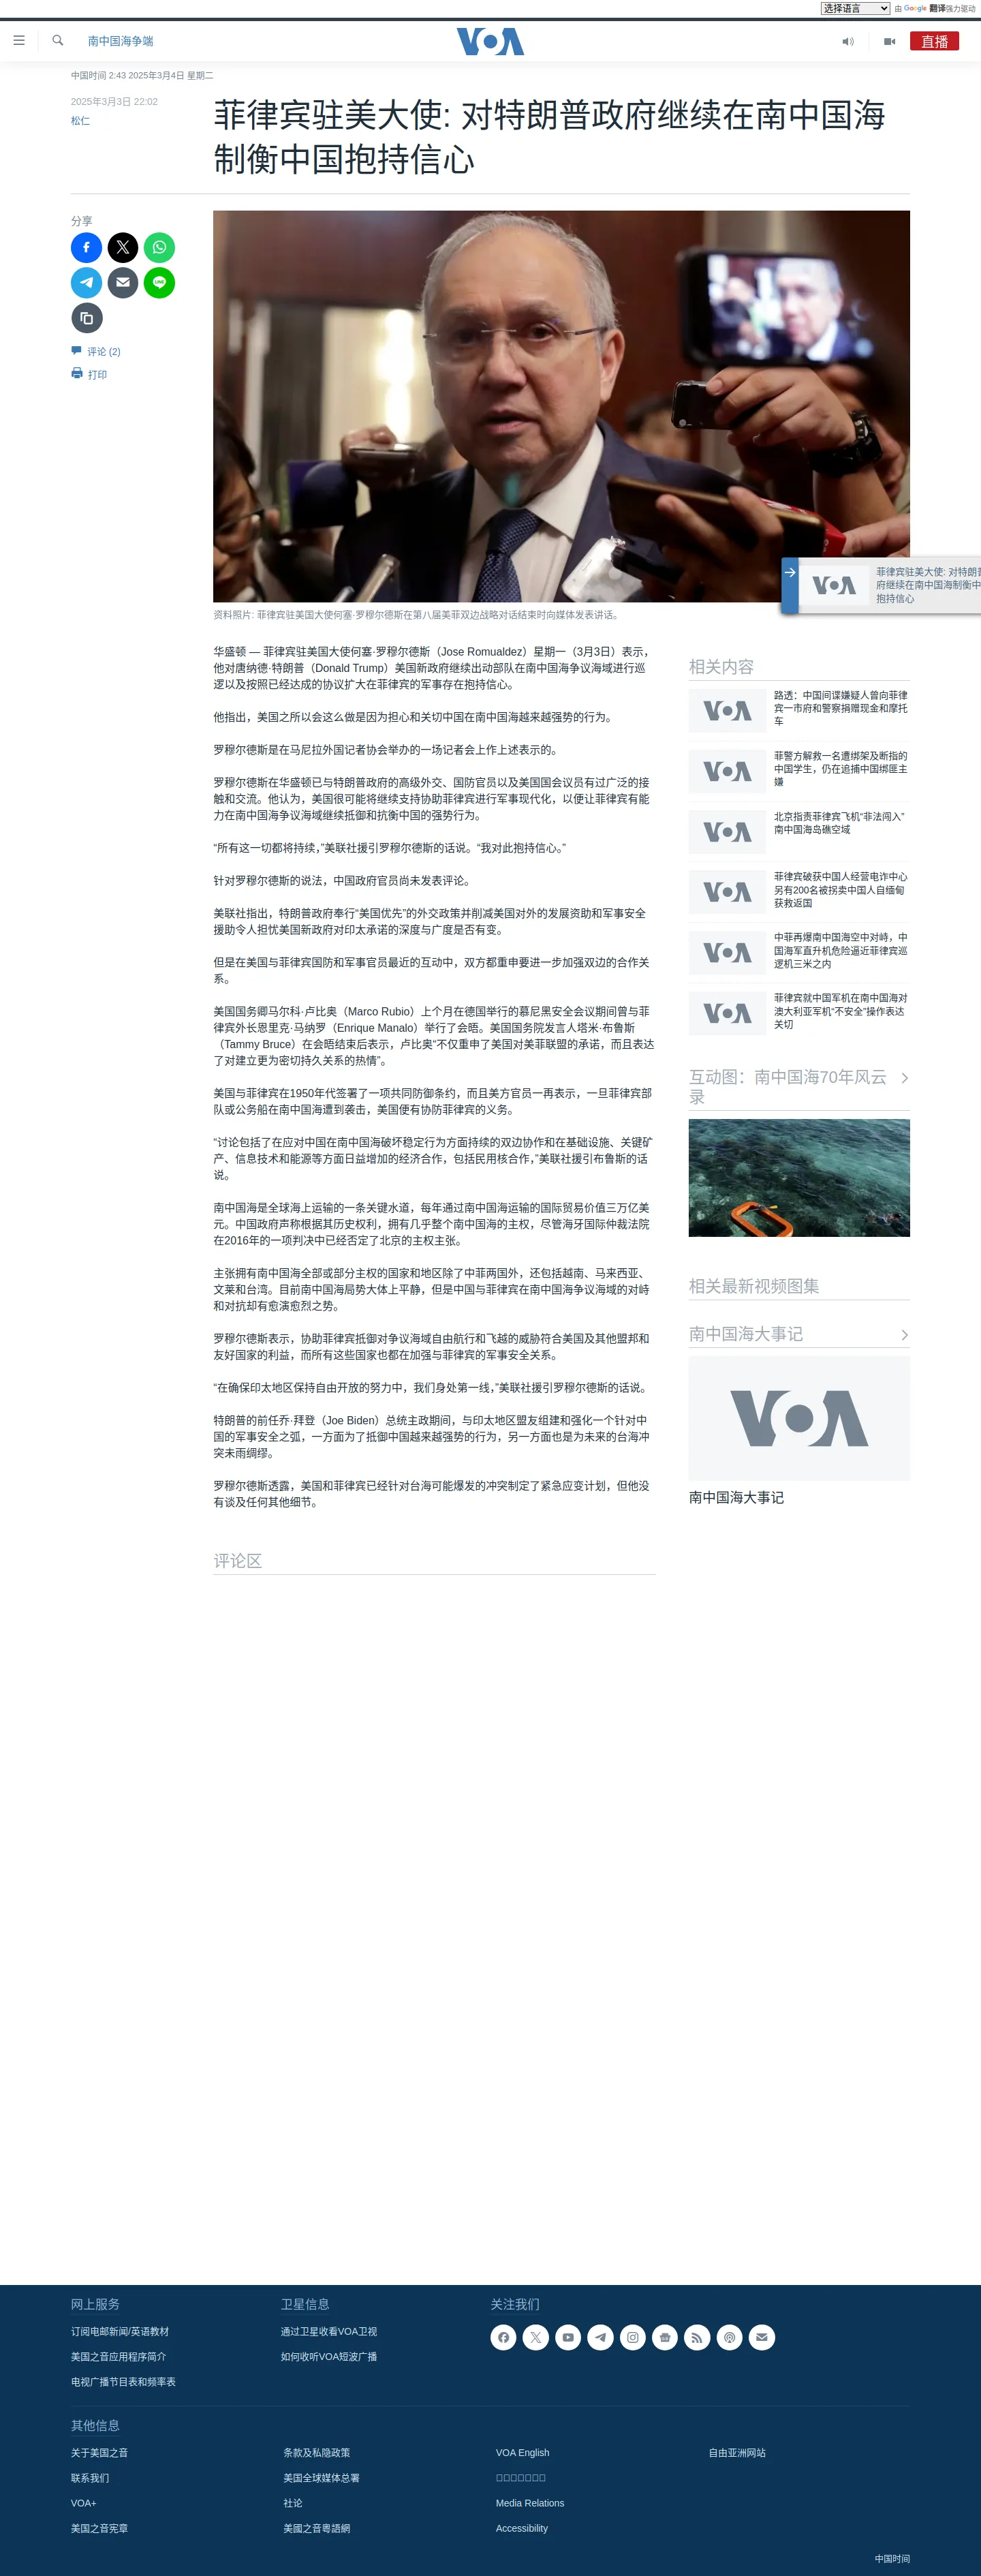 选择语言 由 Google 翻译强力驱动
南中国海争端
VOA
直播
中国时间 2:43 2025年3月4日 星期二
2025年3月3日 22:02
松仁
菲律宾驻美大使: 对特朗普政府继续在南中国海
制衡中国抱持信心
分享
评论 (2)
打印
资料照片: 菲律宾驻美国大使何塞·罗穆尔德斯在第八届美菲双边战略对话结束时向媒体发表讲话。
VOA
菲律宾驻美大使: 对特朗普
府继续在南中国海制衡中
抱持信心
华盛顿 — 菲律宾驻美国大使何塞·罗穆尔德斯（Jose Romualdez）星期一（3月3日）表示，
他对唐纳德·特朗普（Donald Trump）美国新政府继续出动部队在南中国海争议海域进行巡
逻以及按照已经达成的协议扩大在菲律宾的军事存在抱持信心。
他指出，美国之所以会这么做是因为担心和关切中国在南中国海越来越强势的行为。
罗穆尔德斯是在马尼拉外国记者协会举办的一场记者会上作上述表示的。
罗穆尔德斯在华盛顿已与特朗普政府的高级外交、国防官员以及美国国会议员有过广泛的接
触和交流。他认为，美国很可能将继续支持协助菲律宾进行军事现代化，以便让菲律宾有能
力在南中国海争议海域继续抵御和抗衡中国的强势行为。
“所有这一切都将持续，”美联社援引罗穆尔德斯的话说。“我对此抱持信心。”
针对罗穆尔德斯的说法，中国政府官员尚未发表评论。
美联社指出，特朗普政府奉行“美国优先”的外交政策并削减美国对外的发展资助和军事安全
援助令人担忧美国新政府对印太承诺的深度与广度是否有变。
但是在美国与菲律宾国防和军事官员最近的互动中，双方都重申要进一步加强双边的合作关
系。
美国国务卿马尔科·卢比奥（Marco Rubio）上个月在德国举行的慕尼黑安全会议期间曾与菲
律宾外长恩里克·马纳罗（Enrique Manalo）举行了会晤。美国国务院发言人塔米·布鲁斯
（Tammy Bruce）在会晤结束后表示，卢比奥“不仅重申了美国对美菲联盟的承诺，而且表达
了对建立更为密切持久关系的热情”。
美国与菲律宾在1950年代签署了一项共同防御条约，而且美方官员一再表示，一旦菲律宾部
队或公务船在南中国海遭到袭击，美国便有协防菲律宾的义务。
“讨论包括了在应对中国在南中国海破坏稳定行为方面持续的双边协作和在基础设施、关键矿
产、信息技术和能源等方面日益增加的经济合作，包括民用核合作，”美联社援引布鲁斯的话
说。
南中国海是全球海上运输的一条关键水道，每年通过南中国海运输的国际贸易价值三万亿美
元。中国政府声称根据其历史权利，拥有几乎整个南中国海的主权，尽管海牙国际仲裁法院
在2016年的一项判决中已经否定了北京的主权主张。
主张拥有南中国海全部或部分主权的国家和地区除了中菲两国外，还包括越南、马来西亚、
文莱和台湾。目前南中国海局势大体上平静，但是中国与菲律宾在南中国海争议海域的对峙
和对抗却有愈演愈烈之势。
罗穆尔德斯表示，协助菲律宾抵御对争议海域自由航行和飞越的威胁符合美国及其他盟邦和
友好国家的利益，而所有这些国家也都在加强与菲律宾的军事安全关系。
“在确保印太地区保持自由开放的努力中，我们身处第一线，”美联社援引罗穆尔德斯的话说。
特朗普的前任乔·拜登（Joe Biden）总统主政期间，与印太地区盟友组建和强化一个针对中
国的军事安全之弧，一方面为了抵御中国越来越强势的行为，另一方面也是为未来的台海冲
突未雨绸缪。
罗穆尔德斯透露，美国和菲律宾已经针对台海可能爆发的冲突制定了紧急应变计划，但他没
有谈及任何其他细节。
评论区
相关内容
VOA
路透：中国间谍嫌疑人曾向菲律
宾一市府和警察捐赠现金和摩托
车
VOA
菲警方解救一名遭绑架及断指的
中国学生，仍在追捕中国绑匪主
嫌
VOA
北京指责菲律宾飞机“非法闯入”
南中国海岛礁空域
VOA
菲律宾破获中国人经营电诈中心
另有200名被拐卖中国人自缅甸
获救返国
VOA
中菲再爆南中国海空中对峙，中
国海军直升机危险逼近菲律宾巡
逻机三米之内
VOA
菲律宾就中国军机在南中国海对
澳大利亚军机“不安全”操作表达
关切
互动图：南中国海70年风云
录
相关最新视频图集
南中国海大事记
VOA
南中国海大事记
网上服务
订阅电邮新闻/英语教材
美国之音应用程序简介
电视广播节目表和频率表
卫星信息
通过卫星收看VOA卫视
如何收听VOA短波广播
关注我们
其他信息
关于美国之音
联系我们
VOA+
美国之音宪章
条款及私隐政策
美国全球媒体总署
社论
美國之音粵語網
VOA English
Media Relations
Accessibility
自由亚洲网站
中国时间